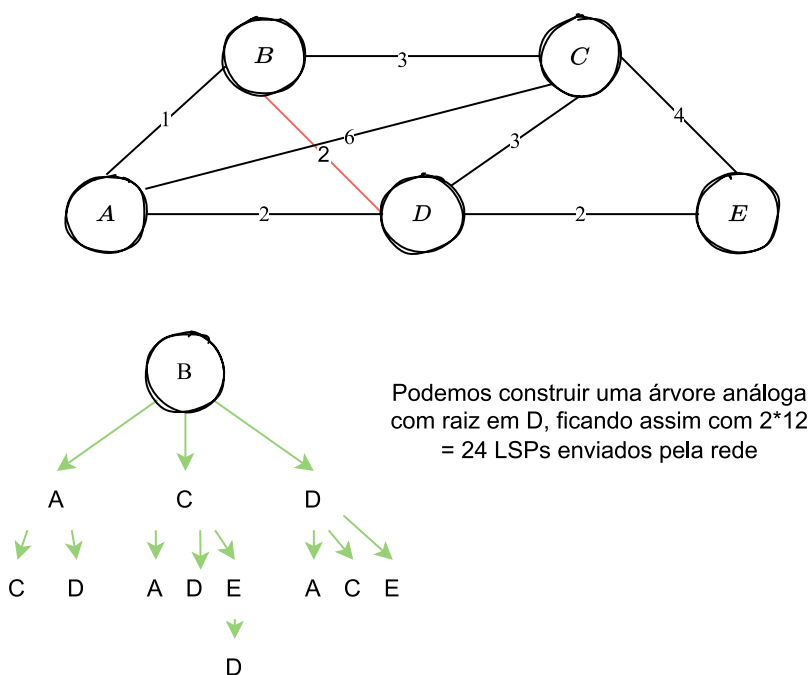 B
3
C
1
6
2
3
4
A
2
D
2
E
B
Podemos construir uma árvore análoga
com raiz em D, ficando assim com 2*12
= 24 LSPs enviados pela rede
A C D
C D A D E A C E
D